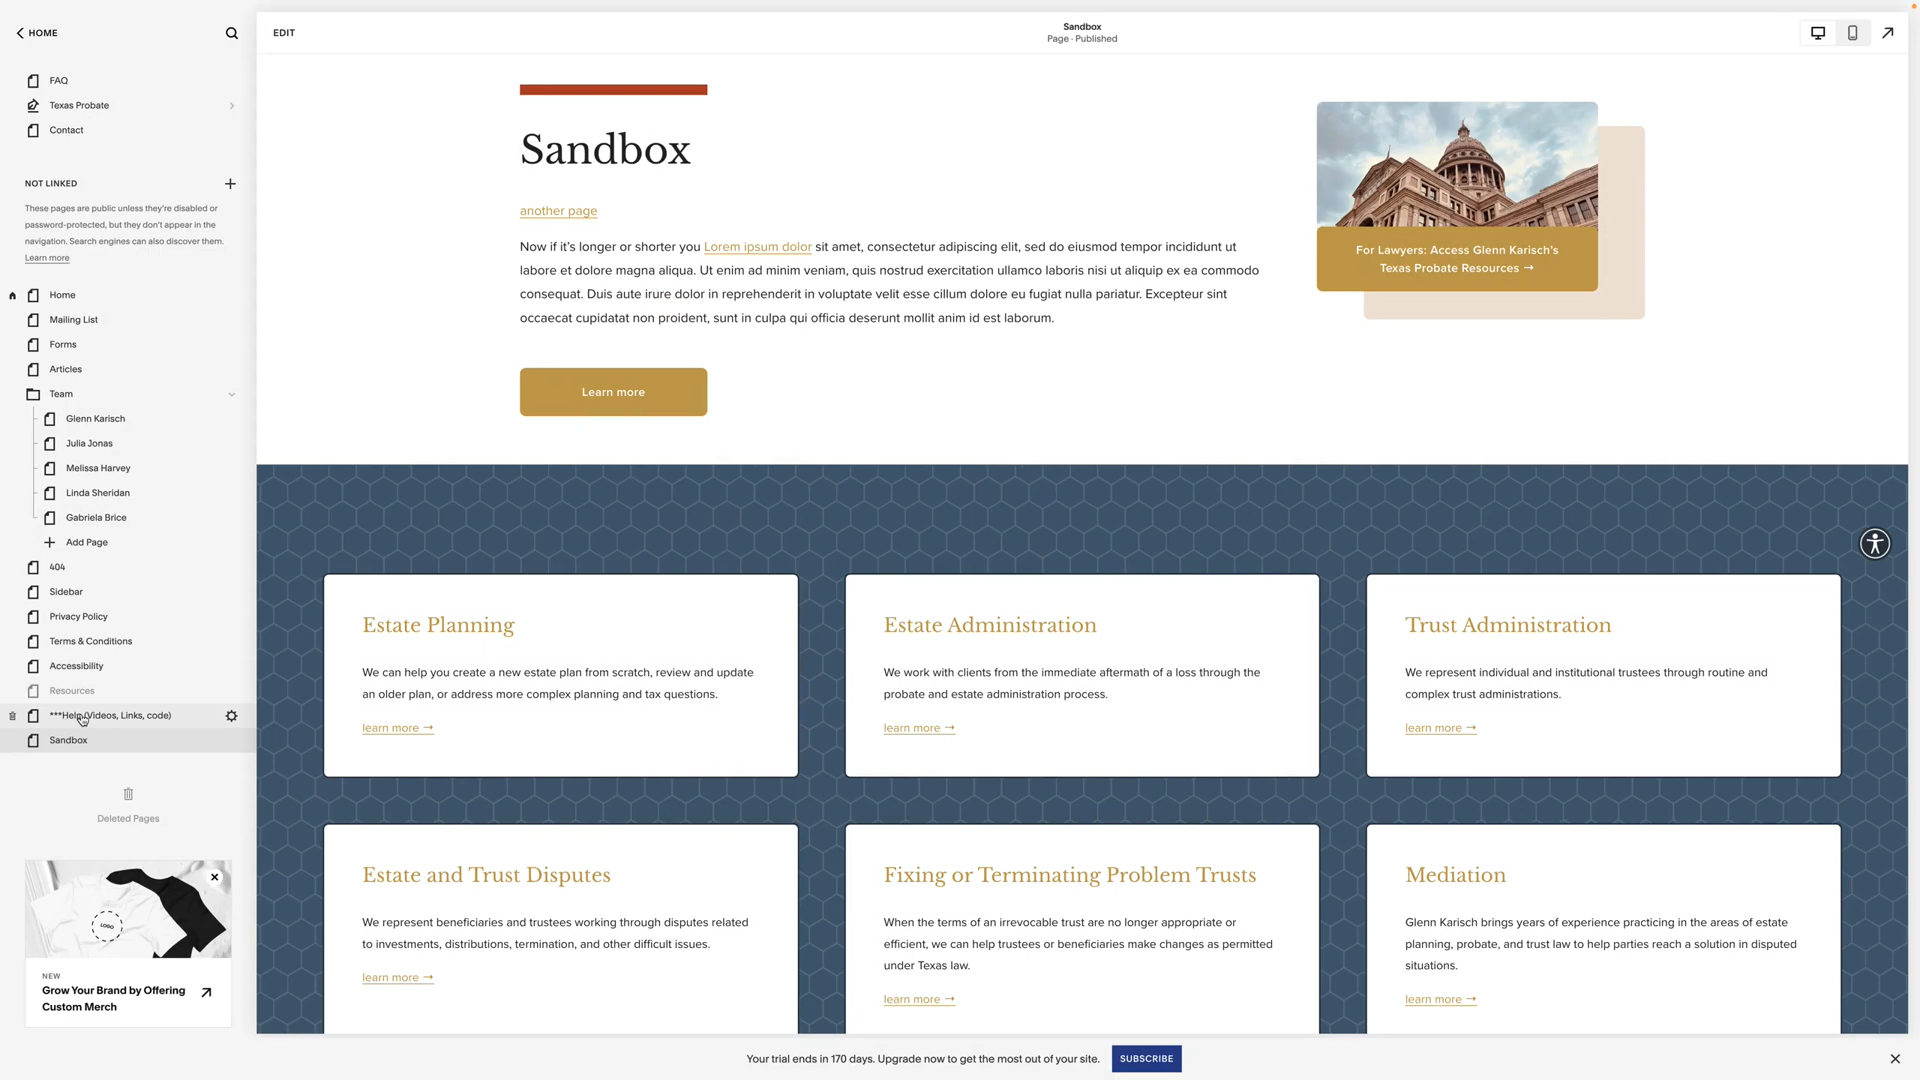 HOME
FAQ
Texas Probate
Contact
NOT LINKED
These pages are public unless they're disabled or
password-protected, but they don't appear in the
navigation. Search engines can also discover them.
Learn more
Home
Mailing List
Forms
Articles
Team
Glenn Karisch
Julia Jonas
Melissa Harvey
Linda Sheridan
Gabriela Brice
Add Page
404
Sidebar
Privacy Policy
Terms & Conditions
Accessibility
Resources
***Help (Videos, Links, code)
Sandbox
Deleted Pages
LOGO
NEW
Grow Your Brand by Offering
Custom Merch
EDIT
Sandbox
Page · Published
Sandbox
another page
Now if it's longer or shorter you Lorem ipsum dolor sit amet, consectetur adipiscing elit, sed do eiusmod tempor incididunt ut
labore et dolore magna aliqua. Ut enim ad minim veniam, quis nostrud exercitation ullamco laboris nisi ut aliquip ex ea commodo
consequat. Duis aute irure dolor in reprehenderit in voluptate velit esse cillum dolore eu fugiat nulla pariatur. Excepteur sint
occaecat cupidatat non proident, sunt in culpa qui officia deserunt mollit anim id est laborum.
Learn more
For Lawyers: Access Glenn Karisch's
Texas Probate Resources →
Estate Planning
We can help you create a new estate plan from scratch, review and update
an older plan, or address more complex planning and tax questions.
learn more →
Estate Administration
We work with clients from the immediate aftermath of a loss through the
probate and estate administration process.
learn more →
Trust Administration
We represent individual and institutional trustees through routine and
complex trust administrations.
learn more →
Estate and Trust Disputes
We represent beneficiaries and trustees working through disputes related
to investments, distributions, termination, and other difficult issues.
learn more →
Fixing or Terminating Problem Trusts
When the terms of an irrevocable trust are no longer appropriate or
efficient, we can help trustees or beneficiaries make changes as permitted
under Texas law.
learn more →
Mediation
Glenn Karisch brings years of experience practicing in the areas of estate
planning, probate, and trust law to help parties reach a solution in disputed
situations.
learn more →
Your trial ends in 170 days. Upgrade now to get the most out of your site.
SUBSCRIBE